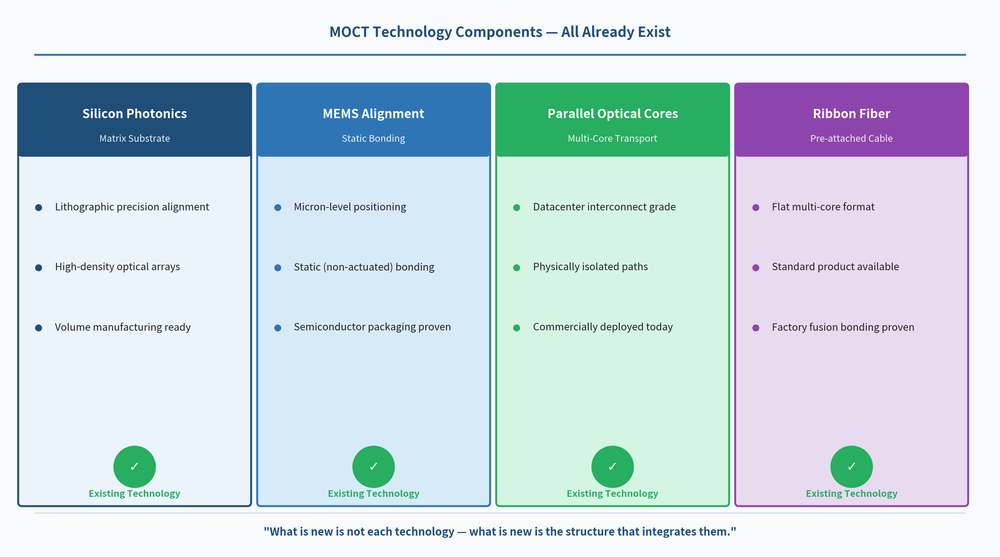 MOCT Technology Components — All Already Exist
Silicon Photonics
Matrix Substrate
Lithographic precision alignment
High-density optical arrays
Volume manufacturing ready
✓
Existing Technology
MEMS Alignment
Static Bonding
Micron-level positioning
Static (non-actuated) bonding
Semiconductor packaging proven
✓
Existing Technology
Parallel Optical Cores
Multi-Core Transport
Datacenter interconnect grade
Physically isolated paths
Commercially deployed today
✓
Existing Technology
Ribbon Fiber
Pre-attached Cable
Flat multi-core format
Standard product available
Factory fusion bonding proven
✓
Existing Technology
"What is new is not each technology — what is new is the structure that integrates them."